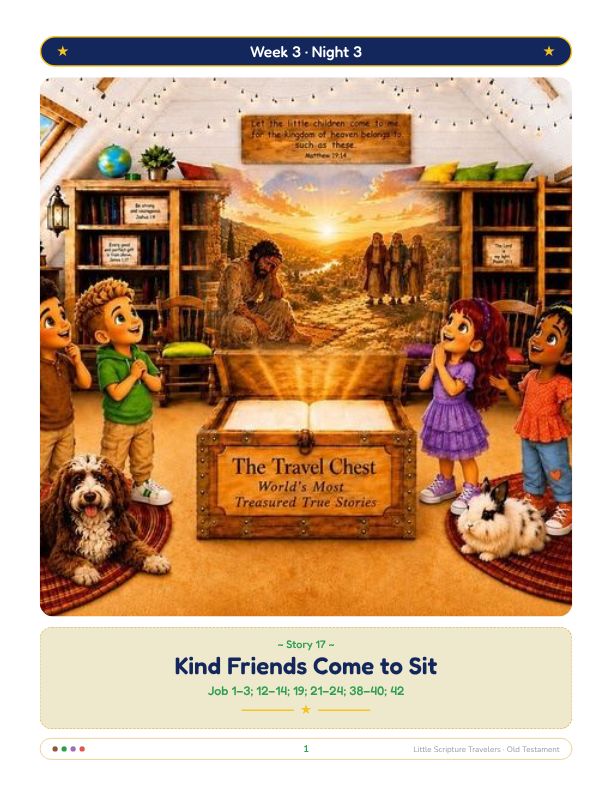 Week 3 · Night 3
Let the little children come to me,
for the kingdom of heaven belongs to
such as these.
Matthew 19:14
Be strong
and courageous.
Joshua 1:9
Every good
and perfect gift
is from above.
James 1:17
The Lord
is
my light.
Psalm 27:1
The Travel Chest
World's Most
Treasured True Stories
~ Story 17 ~
Kind Friends Come to Sit
Job 1–3; 12–14; 19; 21–24; 38–40; 42
1
Little Scripture Travelers · Old Testament